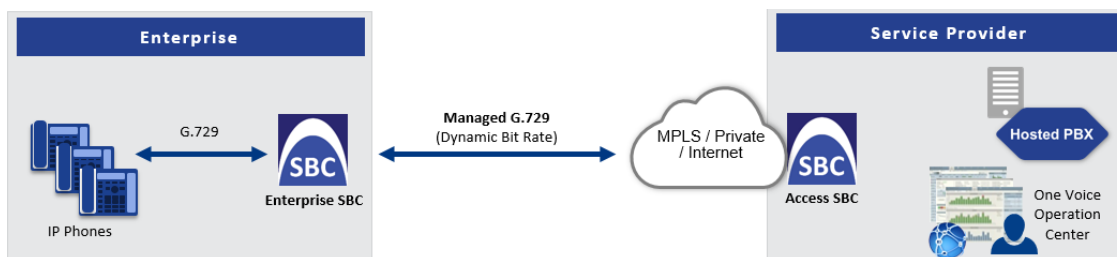 Enterprise
G.729
SBC
Enterprise SBC
IP Phones
Managed G.729
(Dynamic Bit Rate)
MPLS / Private
/ Internet
Service Provider
SBC
Access SBC
Hosted PBX
One Voice
Operation
Center